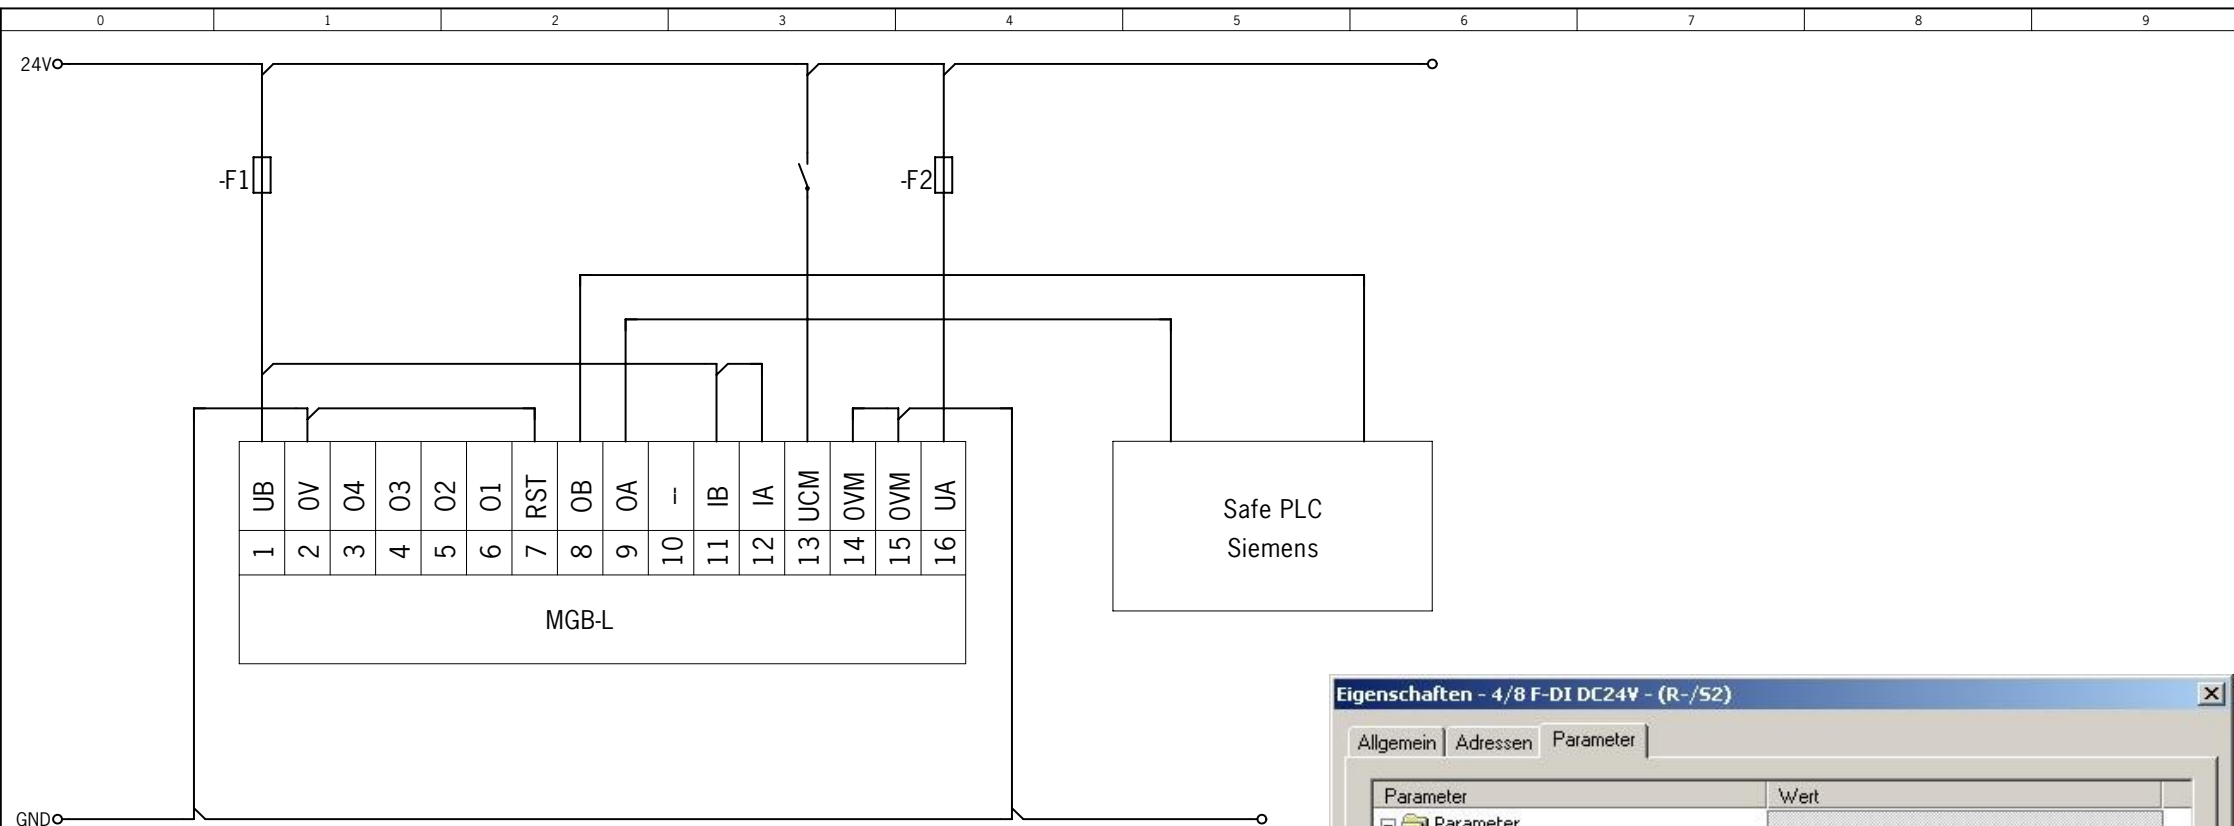 0 1 2 3 4 5 6 7 8 9
24V
-F1 -F2
UB 0V O4 O3 O2 O1 RST OB OA -- IB IA UCM 0VM 0VM UA
1 2 3 4 5 6 7 8 9 10 11 12 13 14 15 16
MGB-L
Safe PLC
Siemens
GND
Eigenschaften - 4/8 F-DI DC24V - (R-/S2)
Allgemein Adressen Parameter
Parameter Wert
Parameter